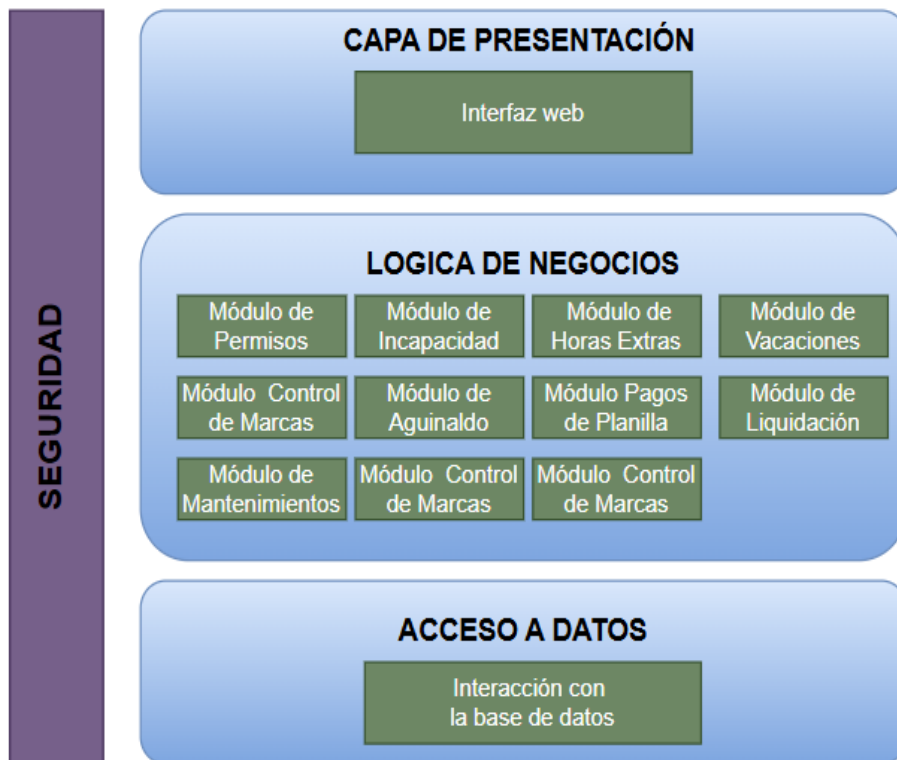 SEGURIDAD
CAPA DE PRESENTACIÓN
Interfaz web
LOGICA DE NEGOCIOS
Módulo de
Permisos
Módulo de
Incapacidad
Módulo de
Horas Extras
Módulo de
Vacaciones
Módulo Control
de Marcas
Módulo de
Aguinaldo
Módulo Pagos
de Planilla
Módulo de
Liquidación
Módulo de
Mantenimientos
Módulo Control
de Marcas
Módulo Control
de Marcas
ACCESO A DATOS
Interacción con
la base de datos